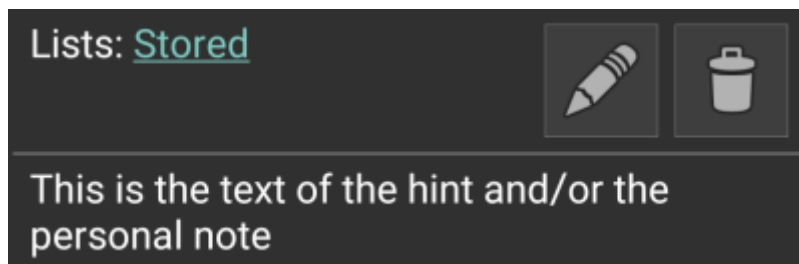 Lists: Stored
This is the text of the hint and/or the
personal note